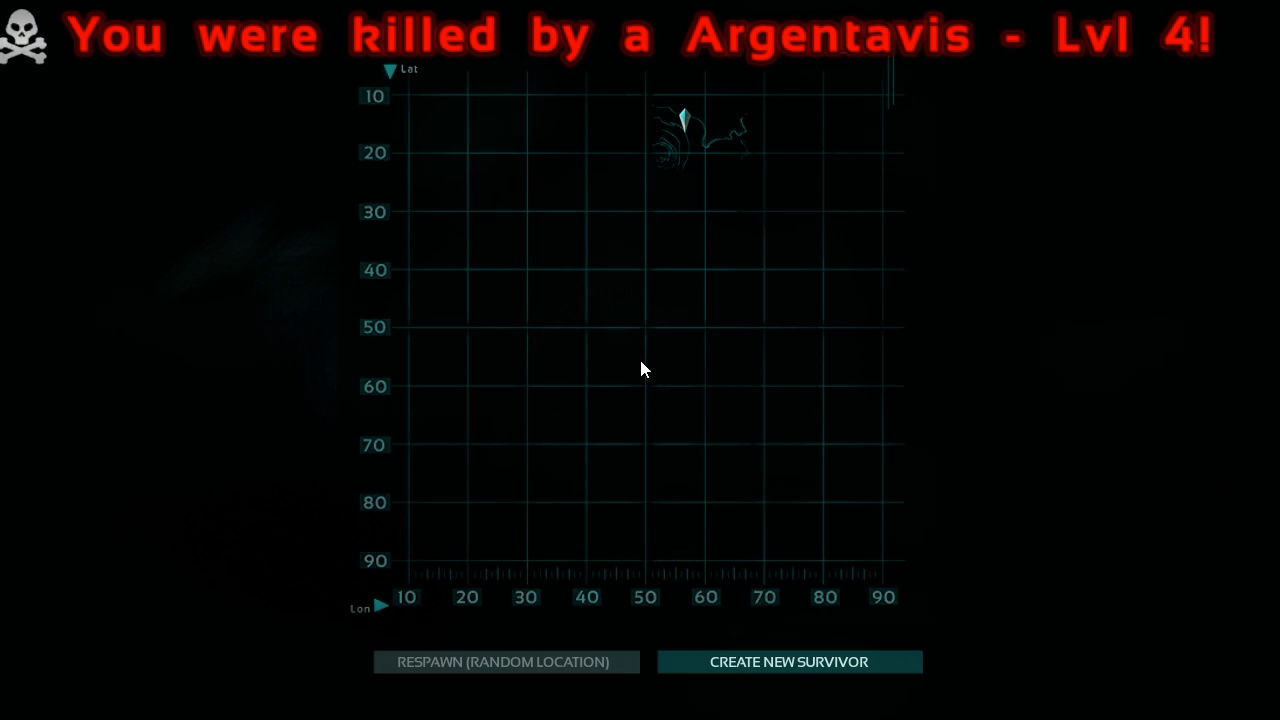 You were killed by a Argentavis - Lvl 4!
Lat
10
20
30
40
50
60
70
80
90
Lon
10 20 30 40 50 60 70 80 90
RESPAWN (RANDOM LOCATION) CREATE NEW SURVIVOR